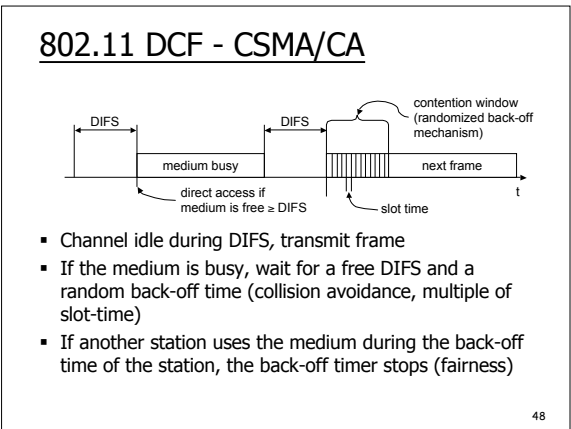 802.11 DCF - CSMA/CA
contention window
(randomized back-off
mechanism)
DIFS
DIFS
medium busy
next frame
direct access if
medium is free ≥ DIFS
slot time
t
▪ Channel idle during DIFS, transmit frame
▪ If the medium is busy, wait for a free DIFS and a
random back-off time (collision avoidance, multiple of
slot-time)
▪ If another station uses the medium during the back-off
time of the station, the back-off timer stops (fairness)
48